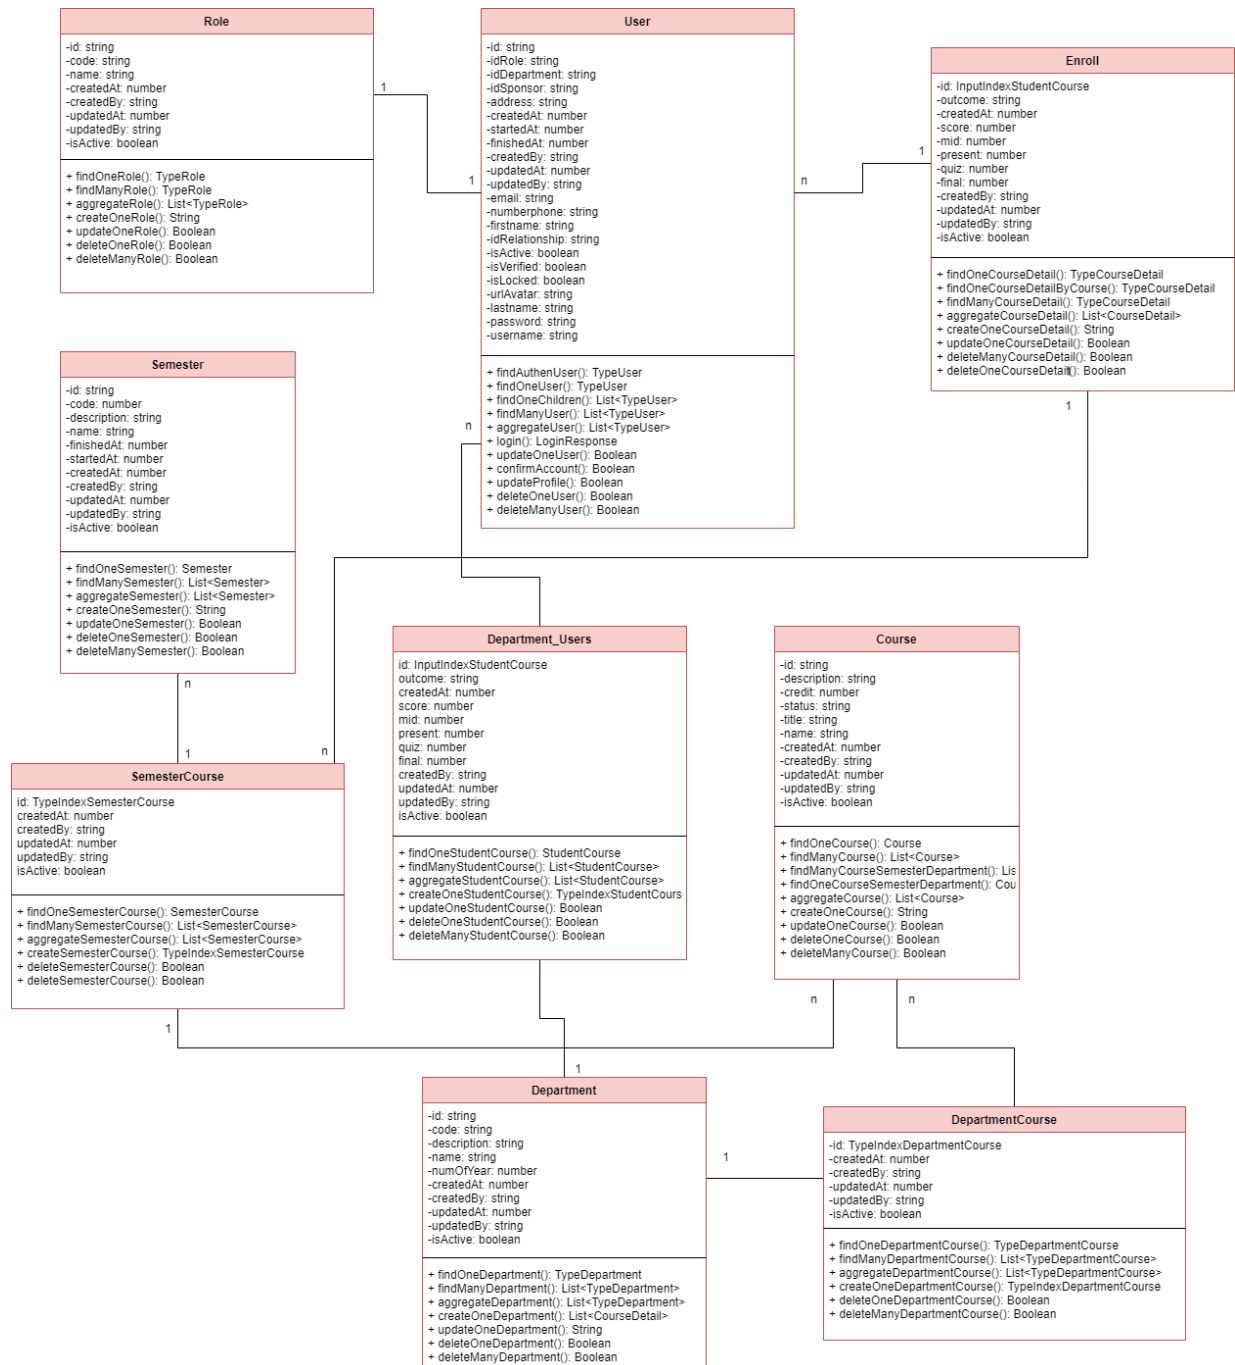 Role
-id: string
-code: string
-name: string
-createdAt: number
-createdBy: string
-updatedAt: number
-updatedBy: string
-isActive: boolean
+ findOneRole(): TypeRole
+ findManyRole(): TypeRole
+ aggregateRole(): List<TypeRole>
+ createOneRole(): String
+ updateOneRole(): Boolean
+ deleteOneRole(): Boolean
+ deleteManyRole(): Boolean
1
1
User
-id: string
-idRole: string
-idDepartment: string
-idSponsor: string
-address: string
-createdAt: number
-startedAt: number
-finishedAt: number
-createdBy: string
-updatedAt: number
-updatedBy: string
-email: string
-numberphone: string
-firstname: string
-idRelationship: string
-isActive: boolean
-isVerified: boolean
-isLocked: boolean
-urlAvatar: string
-lastname: string
-password: string
-username: string
+ findAuthenUser(): TypeUser
+ findOneUser(): TypeUser
+ findOneChildren(): List<TypeUser>
+ findManyUser(): List<TypeUser>
+ aggregateUser(): List<TypeUser>
+ login(): LoginResponse
+ updateOneUser(): Boolean
+ confirmAccount(): Boolean
+ updateProfile(): Boolean
+ deleteOneUser(): Boolean
+ deleteManyUser(): Boolean
n
1
n
Enroll
-id: InputIndexStudentCourse
-outcome: string
-createdAt: number
-score: number
-mid: number
-present: number
-quiz: number
-final: number
-createdBy: string
-updatedAt: number
-updatedBy: string
-isActive: boolean
+ findOneCourseDetail(): TypeCourseDetail
+ findOneCourseDetailByCourse(): TypeCourseDetail
+ findManyCourseDetail(): TypeCourseDetail
+ aggregateCourseDetail(): List<CourseDetail>
+ createOneCourseDetail(): String
+ updateOneCourseDetail(): Boolean
+ deleteManyCourseDetail(): Boolean
+ deleteOneCourseDetail(): Boolean
1
Semester
-id: string
-code: number
-description: string
-name: string
-finishedAt: number
-startedAt: number
-createdAt: number
-createdBy: string
-updatedAt: number
-updatedBy: string
-isActive: boolean
+ findOneSemester(): Semester
+ findManySemester(): List<Semester>
+ aggregateSemester(): List<Semester>
+ createOneSemester(): String
+ updateOneSemester(): Boolean
+ deleteOneSemester(): Boolean
+ deleteManySemester(): Boolean
n
1
n
SemesterCourse
id: TypeIndexSemesterCourse
createdAt: number
createdBy: string
updatedAt: number
updatedBy: string
isActive: boolean
+ findOneSemesterCourse(): SemesterCourse
+ findManySemesterCourse(): List<SemesterCourse>
+ aggregateSemesterCourse(): List<SemesterCourse>
+ createSemesterCourse(): TypeIndexSemesterCourse
+ deleteSemesterCourse(): Boolean
+ deleteSemesterCourse(): Boolean
1
Department_Users
id: InputIndexStudentCourse
outcome: string
createdAt: number
score: number
mid: number
present: number
quiz: number
final: number
createdBy: string
updatedAt: number
updatedBy: string
isActive: boolean
+ findOneStudentCourse(): StudentCourse
+ findManyStudentCourse(): List<StudentCourse>
+ aggregateStudentCourse(): List<StudentCourse>
+ createOneStudentCourse(): TypeIndexStudentCours
+ updateOneStudentCourse(): Boolean
+ deleteOneStudentCourse(): Boolean
+ deleteManyStudentCourse(): Boolean
Course
-id: string
-description: string
-credit: number
-status: string
-title: string
-name: string
-createdAt: number
-createdBy: string
-updatedAt: number
-updatedBy: string
-isActive: boolean
+ findOneCourse(): Course
+ findManyCourse(): List<Course>
+ findManyCourseSemesterDepartment(): Lis
+ findOneCourseSemesterDepartment(): Cou
+ aggregateCourse(): List<Course>
+ createOneCourse(): String
+ updateOneCourse(): Boolean
+ deleteOneCourse(): Boolean
+ deleteManyCourse(): Boolean
n
n
1
Department
-id: string
-code: string
-description: string
-name: string
-numOfYear: number
-createdAt: number
-createdBy: string
-updatedAt: number
-updatedBy: string
-isActive: boolean
+ findOneDepartment(): TypeDepartment
+ findManyDepartment(): List<TypeDepartment>
+ aggregateDepartment(): List<TypeDepartment>
+ createOneDepartment(): List<CourseDetail>
+ updateOneDepartment(): String
+ deleteOneDepartment(): Boolean
+ deleteManyDepartment(): Boolean
1
DepartmentCourse
-id: TypeIndexDepartmentCourse
-createdAt: number
-createdBy: string
-updatedAt: number
-updatedBy: string
-isActive: boolean
+ findOneDepartmentCourse(): TypeDepartmentCourse
+ findManyDepartmentCourse(): List<TypeDepartmentCourse>
+ aggregateDepartmentCourse(): List<TypeDepartmentCourse>
+ createOneDepartmentCourse(): TypeIndexDepartmentCourse
+ deleteOneDepartmentCourse(): Boolean
+ deleteManyDepartmentCourse(): Boolean